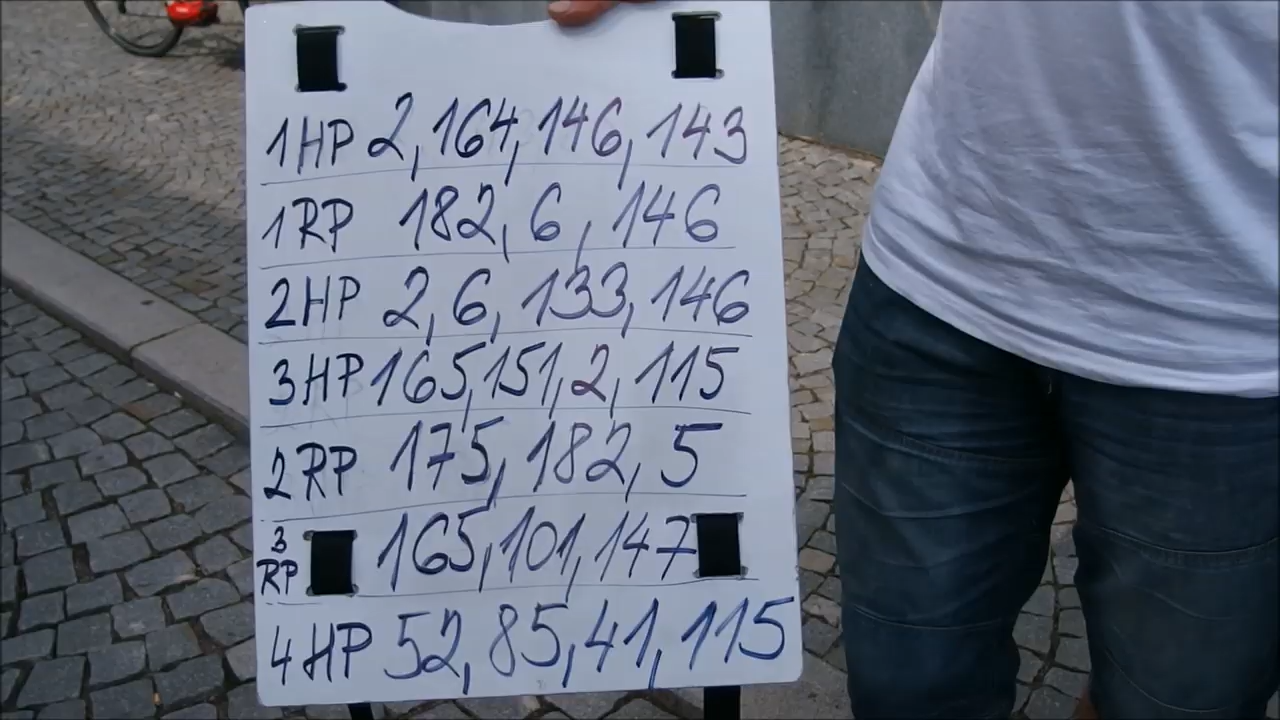 1HP 2,164,146,143
1RP 182,6,146
2HP 2,6,133,146
3HP 165,151,2,115
2RP 175,182,5
3 RP 165,101,147
4HP 52,85,41,115